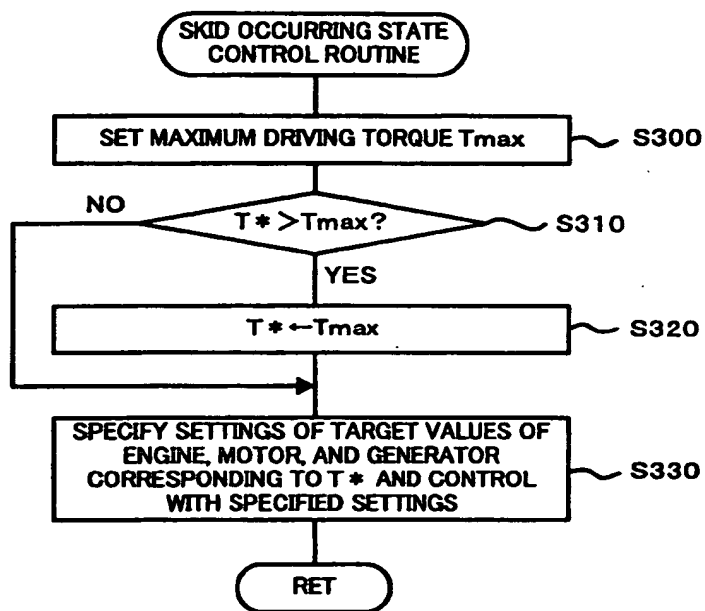 SKID OCCURRING STATE
CONTROL ROUTINE
SET MAXIMUM DRIVING TORQUE Tmax
S300
NO
T*>Tmax?
S310
YES
T*←Tmax
S320
SPECIFY SETTINGS OF TARGET VALUES OF
ENGINE, MOTOR, AND GENERATOR
CORRESPONDING TO T* AND CONTROL
WITH SPECIFIED SETTINGS
S330
RET